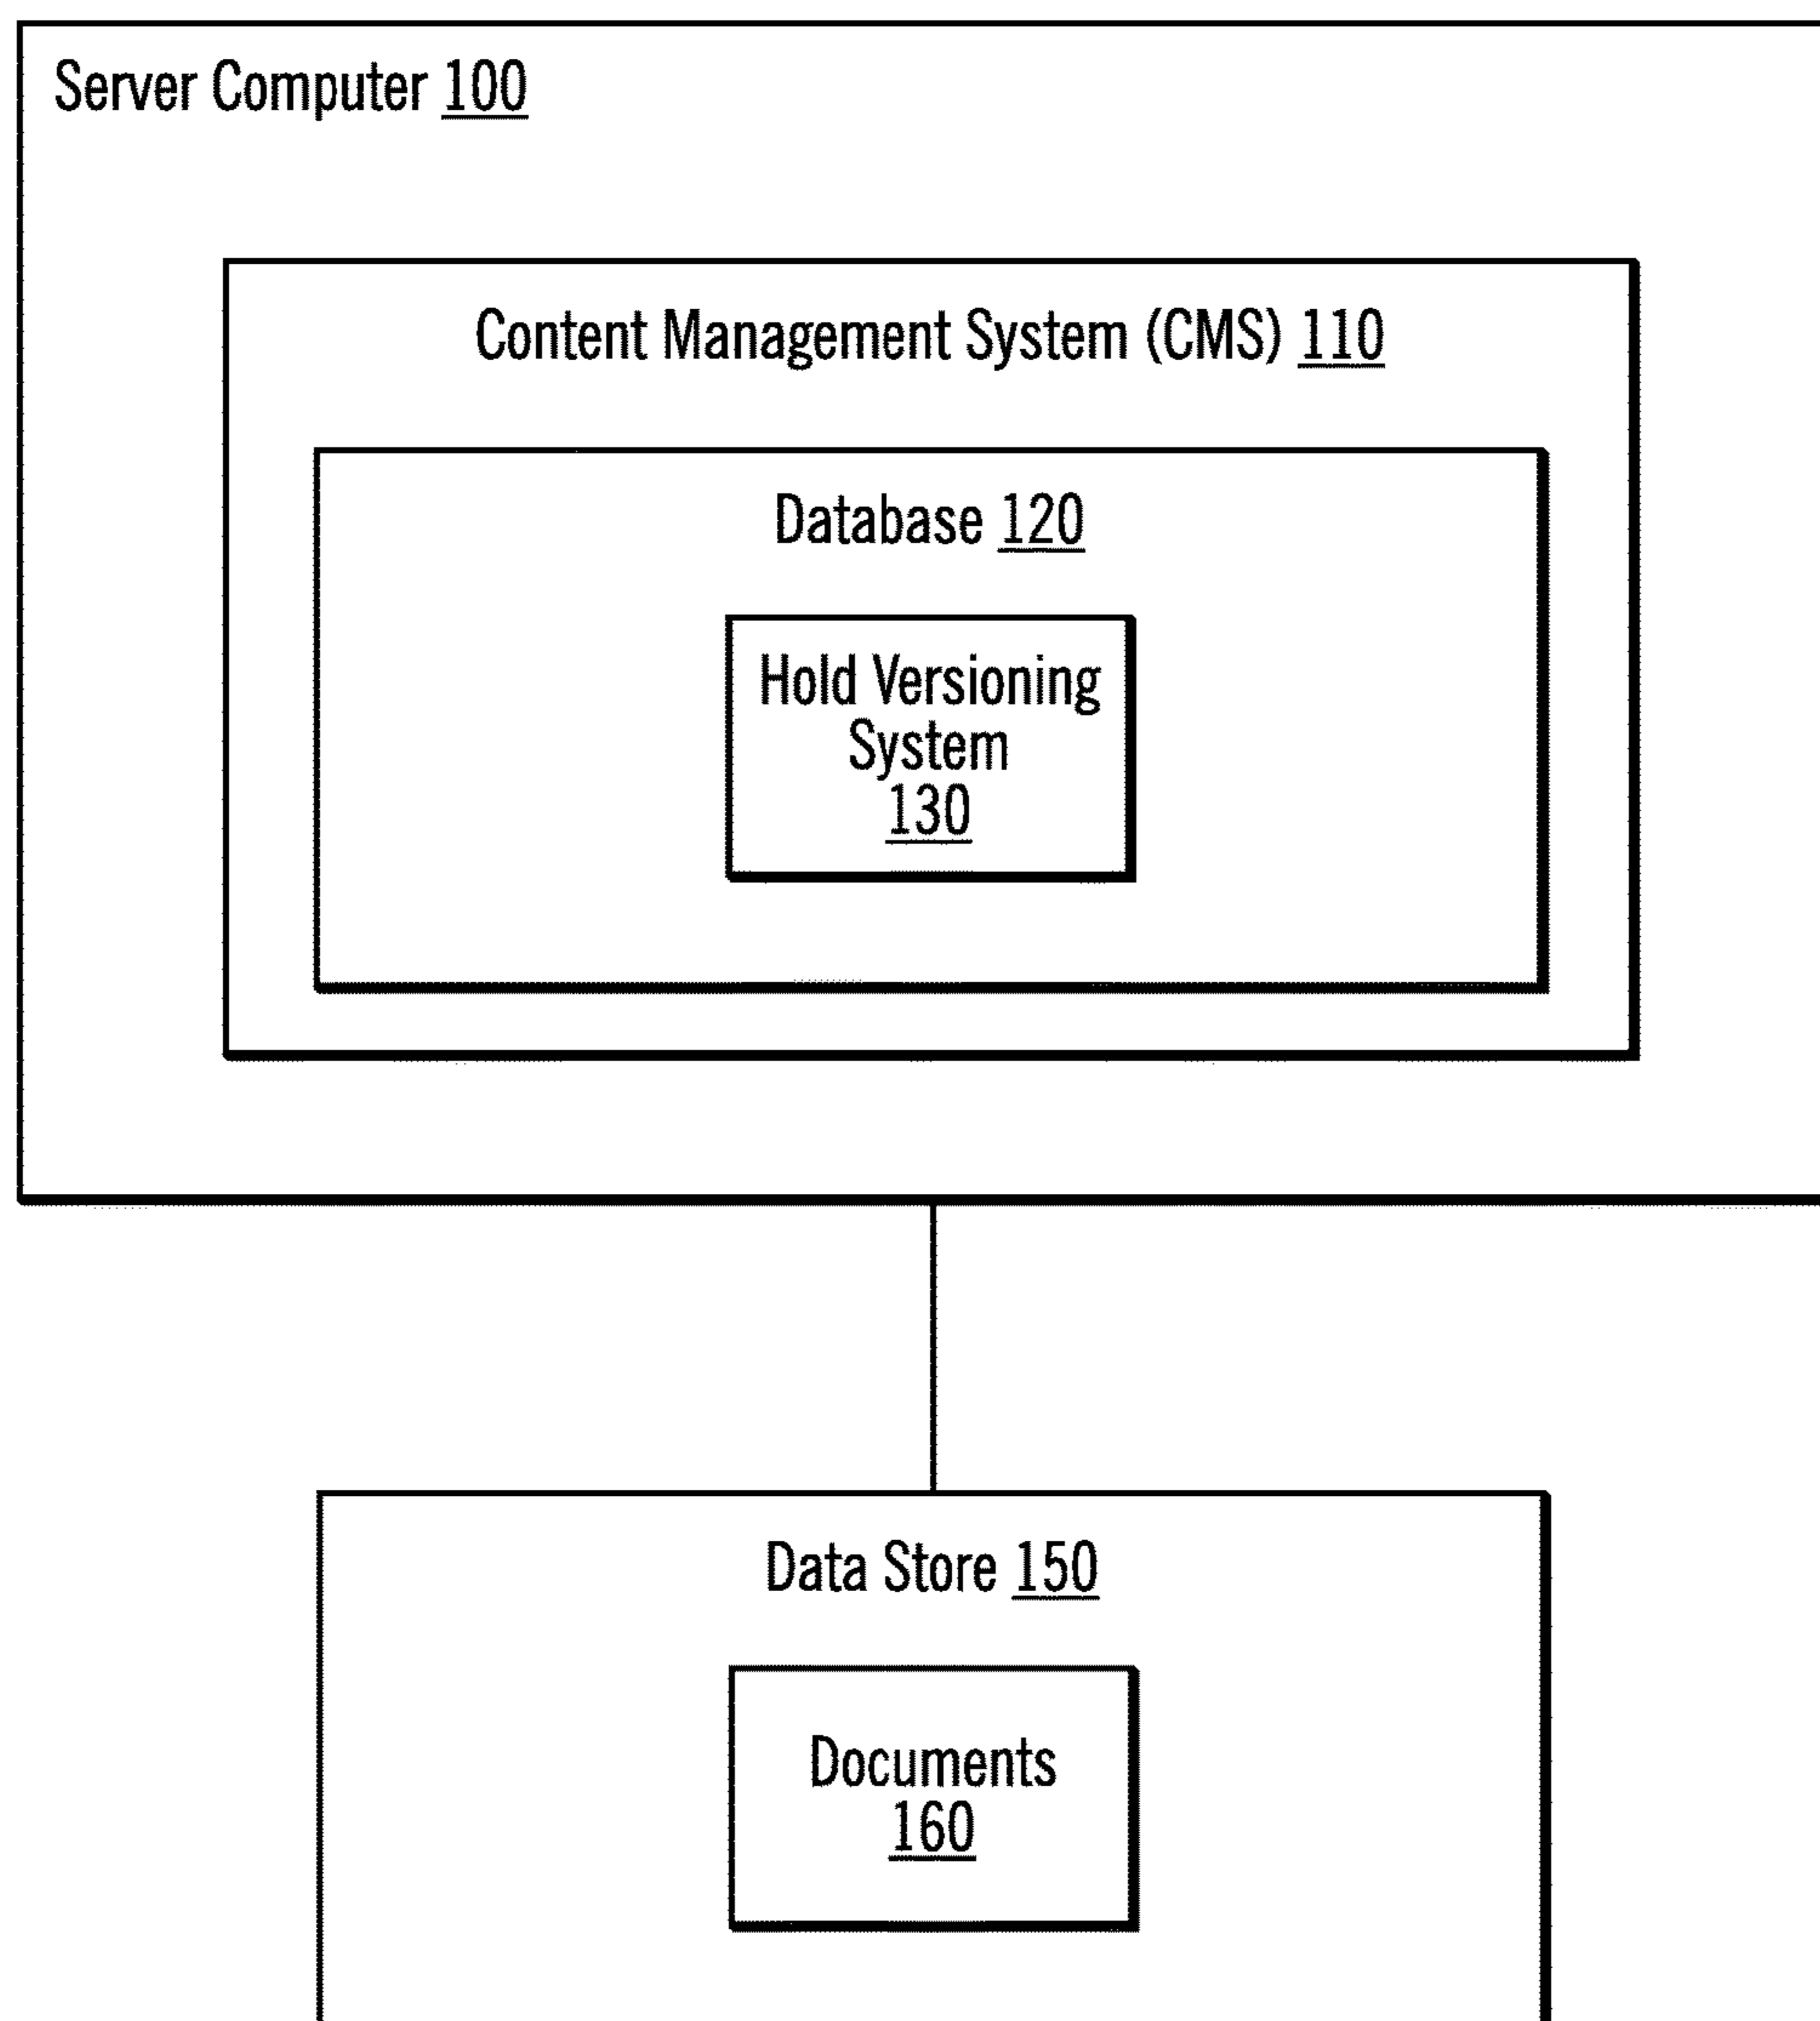 Server Computer 100
Content Management System (CMS) 110
Database 120
Hold Versioning
System
130
Data Store 150
Documents
160